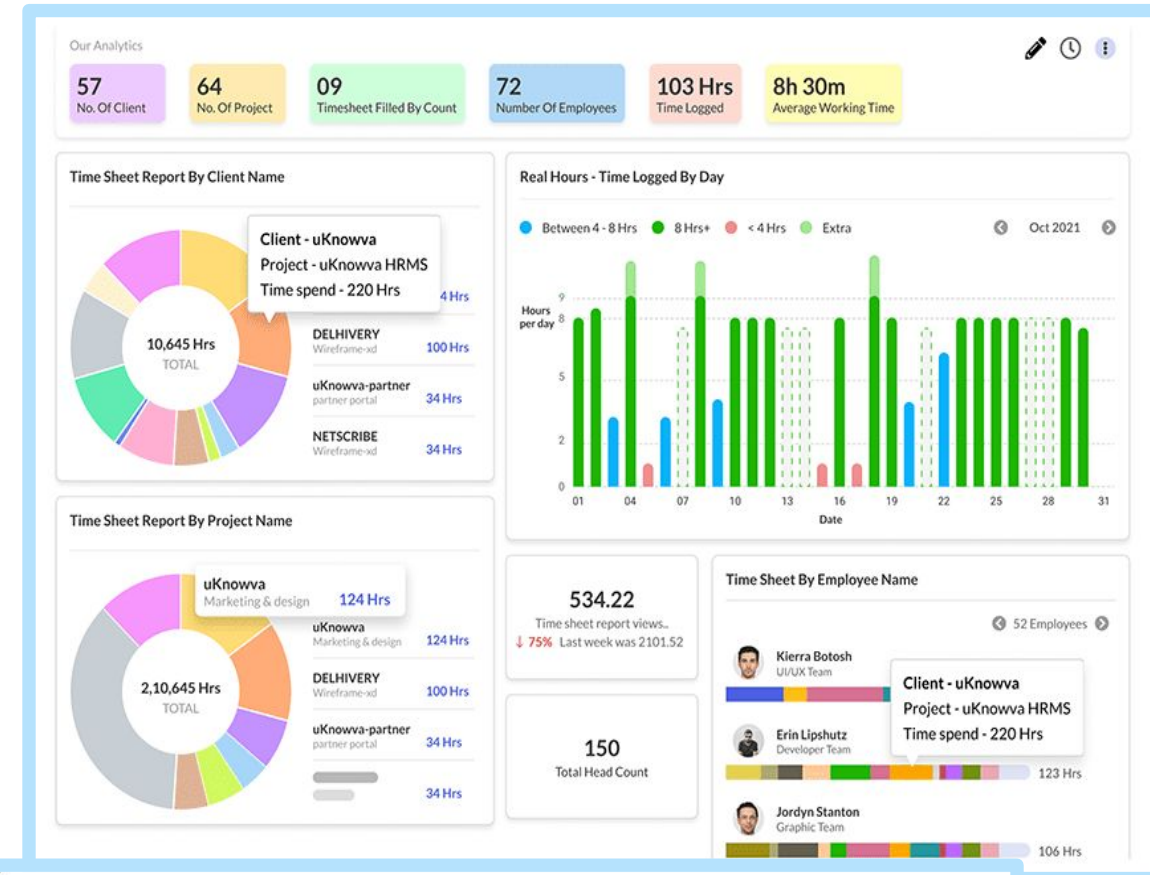 Our Analytics
57
No. Of Client
64
No. Of Project
09
Timesheet Filled By Count
72
Number Of Employees
103 Hrs
Time Logged
8h 30m
Average Working Time
Time Sheet Report By Client Name
Client - uKnowva
Project - uKnowva HRMS
Time spend - 220 Hrs
4 Hrs
10,645 Hrs
TOTAL
DELHIVERY
Wireframe-xd
100 Hrs
uKnowva-partner
partner portal
34 Hrs
NETSCRIBE
Wireframe-xd
34 Hrs
Real Hours - Time Logged By Day
Between 4 - 8 Hrs
8 Hrs+
< 4 Hrs
Extra
Oct 2021
Hours
per day
9
8
5
2
0
01 04 07 10 13 16 19 22 25 28 31
Date
Time Sheet Report By Project Name
uKnowva
Marketing & design
124 Hrs
2,10,645 Hrs
TOTAL
uKnowva
Marketing & design
124 Hrs
DELHIVERY
Wireframe-xd
100 Hrs
uKnowva-partner
partner portal
34 Hrs
34 Hrs
534.22
Time sheet report views..
↓ 75% Last week was 2101.52
150
Total Head Count
Time Sheet By Employee Name
52 Employees
Kierra Botosh
UI/UX Team
Client - uKnowva
Project - uKnowva HRMS
Time spend - 220 Hrs
Erin Lipshutz
Developer Team
123 Hrs
Jordyn Stanton
Graphic Team
106 Hrs